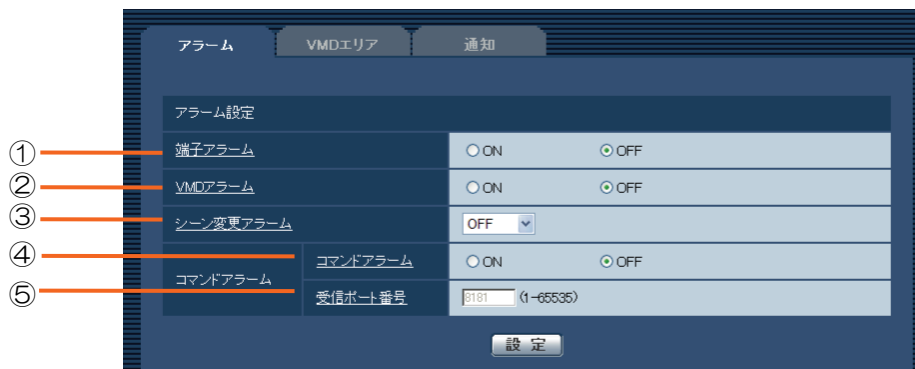 アラーム VMDエリア 通知
アラーム設定
① 端子アラーム ON OFF
② VMDアラーム ON OFF
③ シーン変更アラーム OFF
コマンドアラーム
④ コマンドアラーム ON OFF
⑤ 受信ポート番号 8181 (1-65535)
設 定